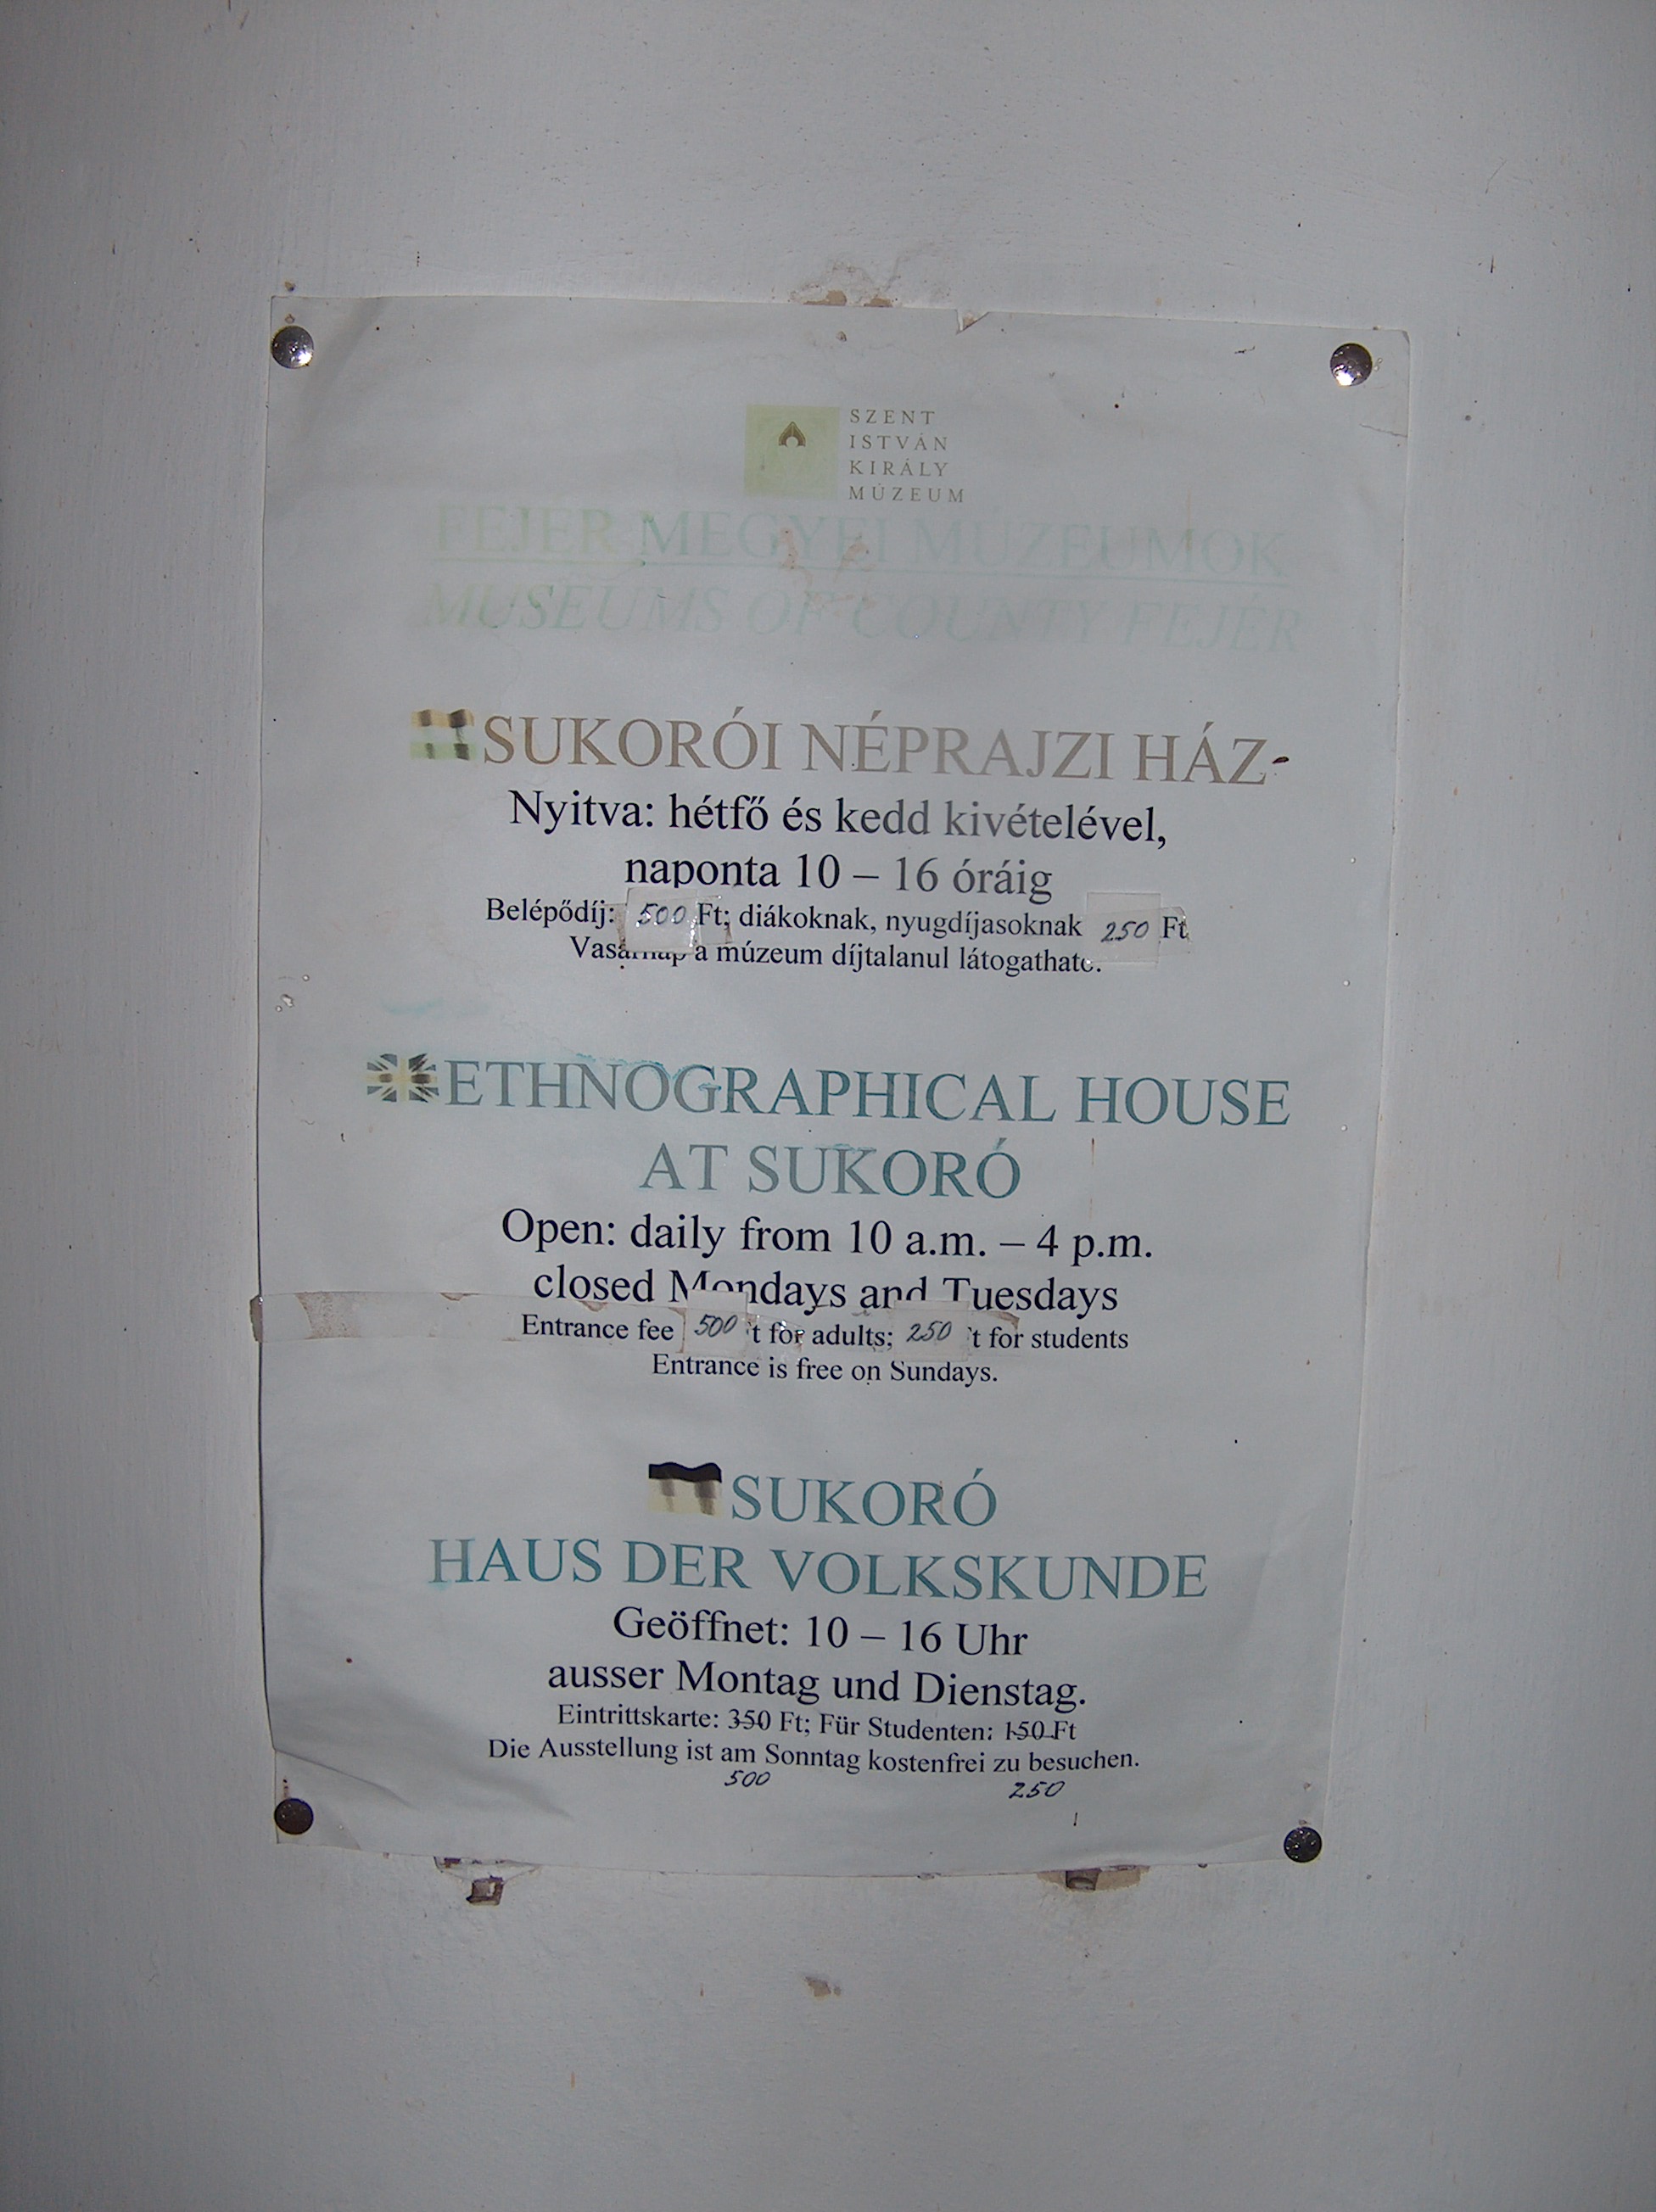 SZENT
ISTVÁN
KIRÁLY
MÚZEUM
FEJÉR MEGYEI MÚZEUMOK
MUSEUMS OF COUNTY FEJÉR
SUKORÓI NÉPRAJZI HÁZ-
Nyitva: hétfő és kedd kivételével,
naponta 10 – 16 óráig
Belépődíj: 500 Ft; diákoknak, nyugdíjasoknak 250 Ft
Vasárnap a múzeum díjtalanul látogatható.
ETHNOGRAPHICAL HOUSE
AT SUKORÓ
Open: daily from 10 a.m. – 4 p.m.
closed Mondays and Tuesdays
Entrance fee 500 t for adults; 250 t for students
Entrance is free on Sundays.
SUKORÓ
HAUS DER VOLKSKUNDE
Geöffnet: 10 – 16 Uhr
ausser Montag und Dienstag.
Eintrittskarte: 350 Ft; Für Studenten: 150 Ft
Die Ausstellung ist am Sonntag kostenfrei zu besuchen.
500 250